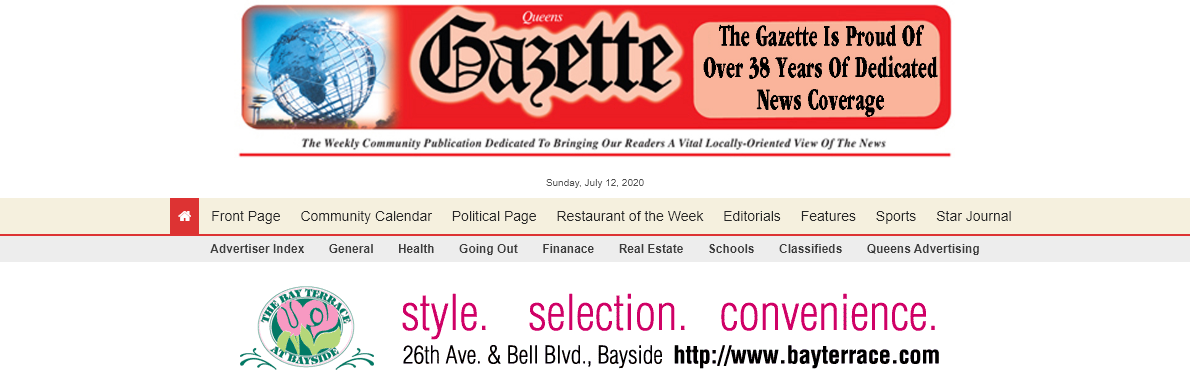 Queens
Gazette
The Gazette Is Proud Of
Over 38 Years Of Dedicated
News Coverage
The Weekly Community Publication Dedicated To Bringing Our Readers A Vital Locally-Oriented View Of The News
Sunday, July 12, 2020
Front Page Community Calendar Political Page Restaurant of the Week Editorials Features Sports Star Journal
Advertiser Index General Health Going Out Finanace Real Estate Schools Classifieds Queens Advertising
THE BAY TERRACE
AT BAYSIDE
style. selection. convenience.
26th Ave. & Bell Blvd., Bayside http://www.bayterrace.com